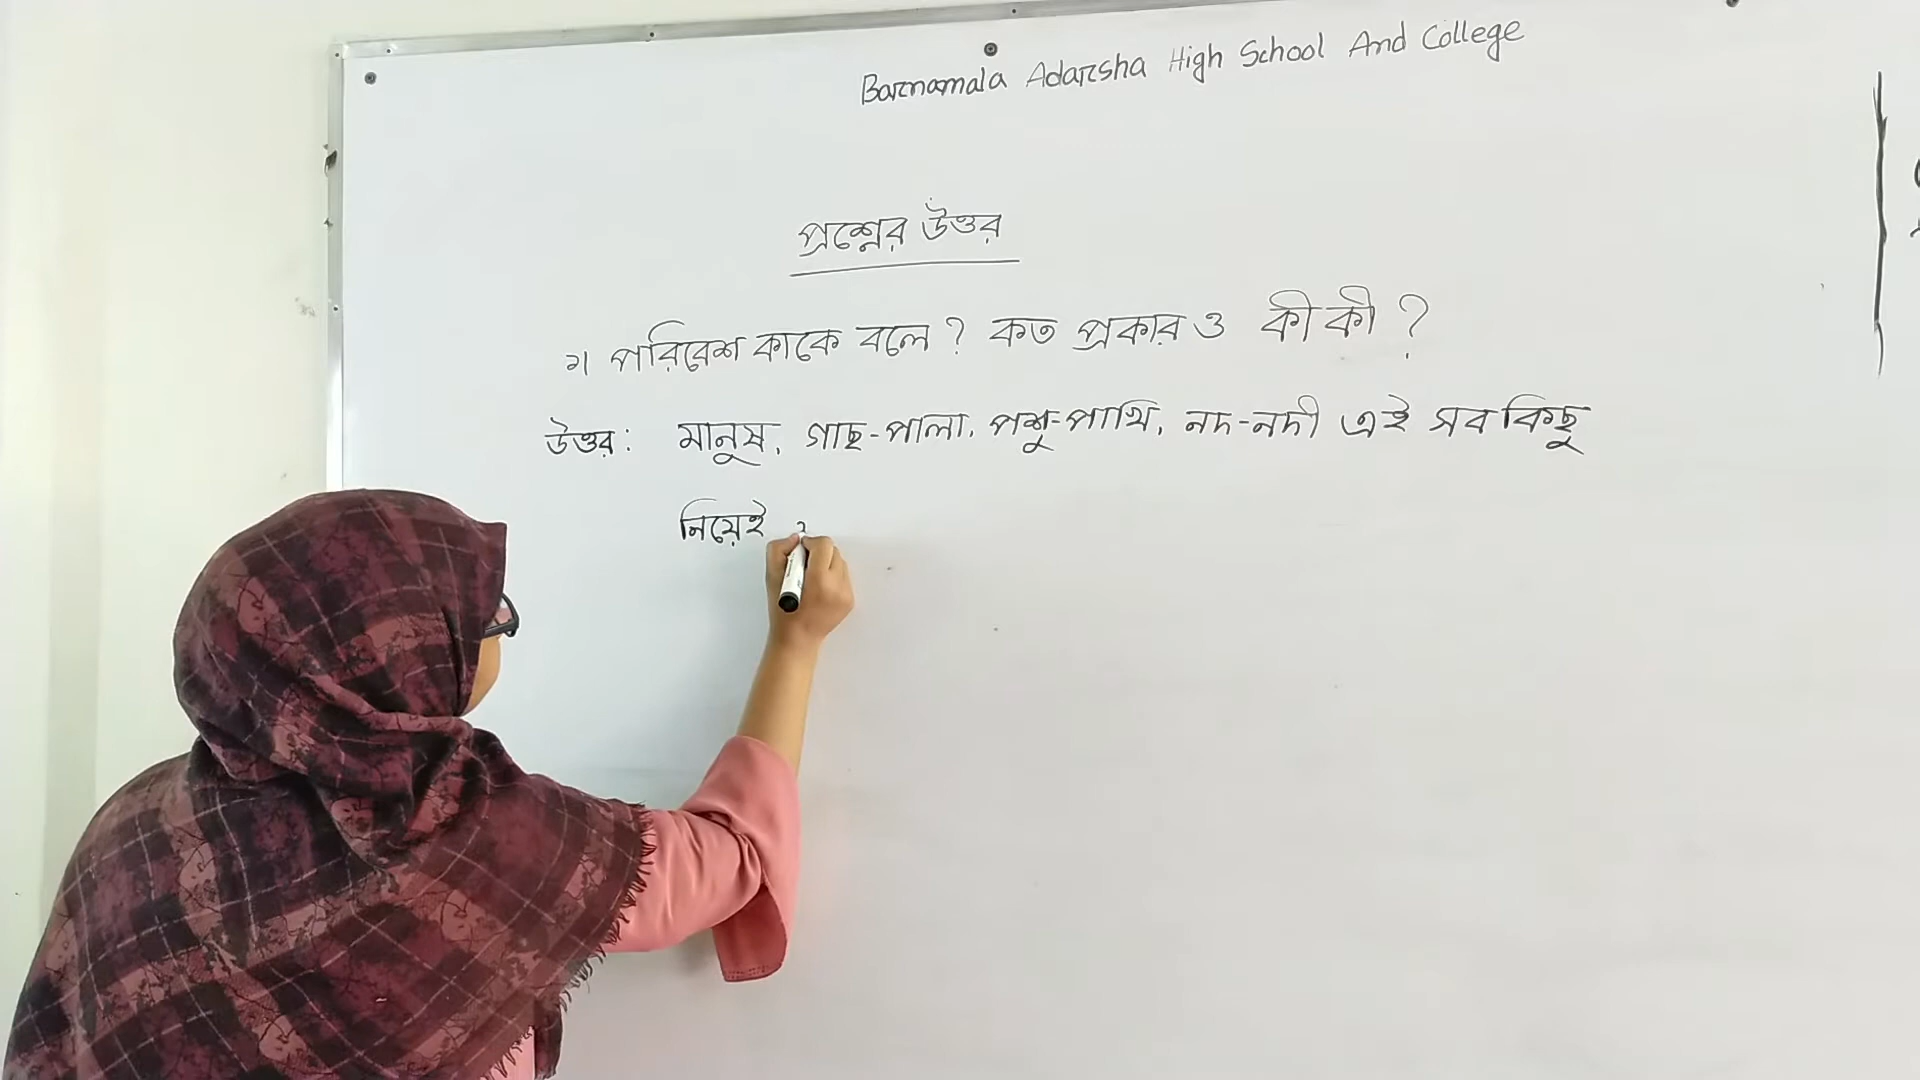 Barnamala Adarsha High School And College
প্রশ্নের উত্তর
১। পরিবেশ কাকে বলে? কত প্রকার ও কী কী?
উত্তর: মানুষ, গাছ-পালা, পশু-পাখি, নদ-নদী এই সব কিছু
নিয়েই